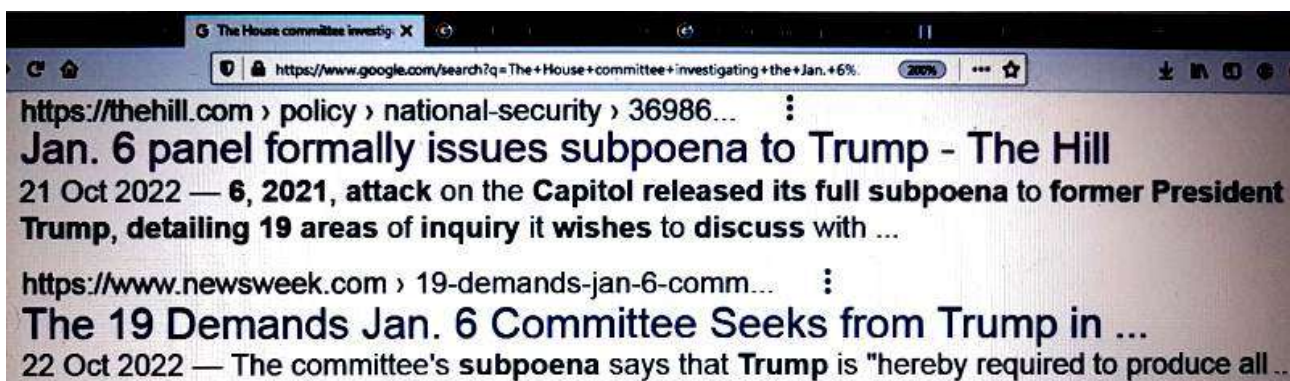 G The House committee investig X
https://www.google.com/search?q=The+House+committee+investigating+the+Jan.+6%. 200%
https://thehill.com › policy › national-security › 36986...
Jan. 6 panel formally issues subpoena to Trump - The Hill
21 Oct 2022 — 6, 2021, attack on the Capitol released its full subpoena to former President
Trump, detailing 19 areas of inquiry it wishes to discuss with ...
https://www.newsweek.com › 19-demands-jan-6-comm...
The 19 Demands Jan. 6 Committee Seeks from Trump in ...
22 Oct 2022 — The committee's subpoena says that Trump is "hereby required to produce all ...